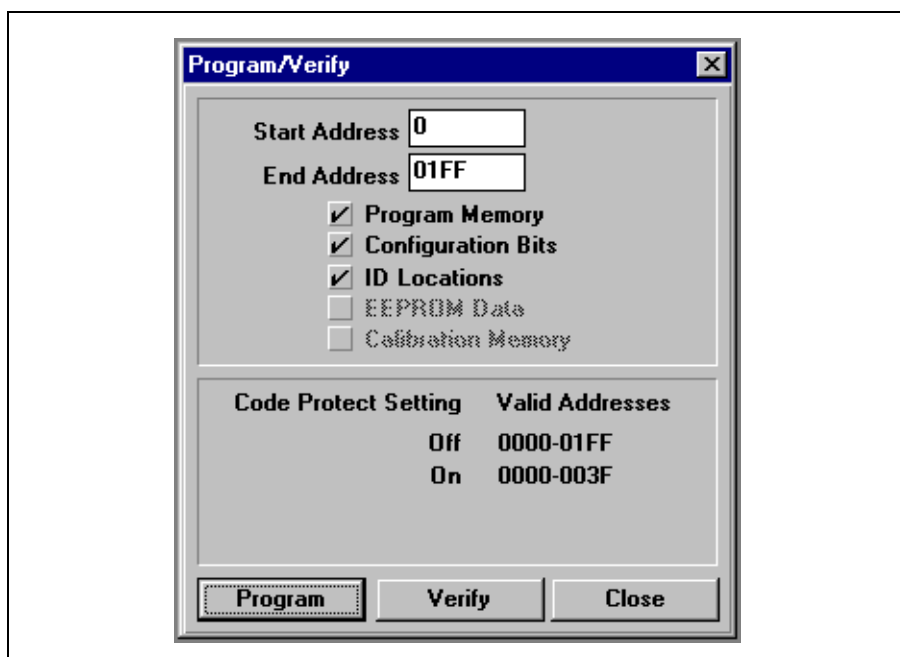 Program/Verify
Start Address 0
End Address 01FF
Program Memory
Configuration Bits
ID Locations
EEPROM Data
Calibration Memory
Code Protect Setting Valid Addresses
Off 0000-01FF
On 0000-003F
Program Verify Close